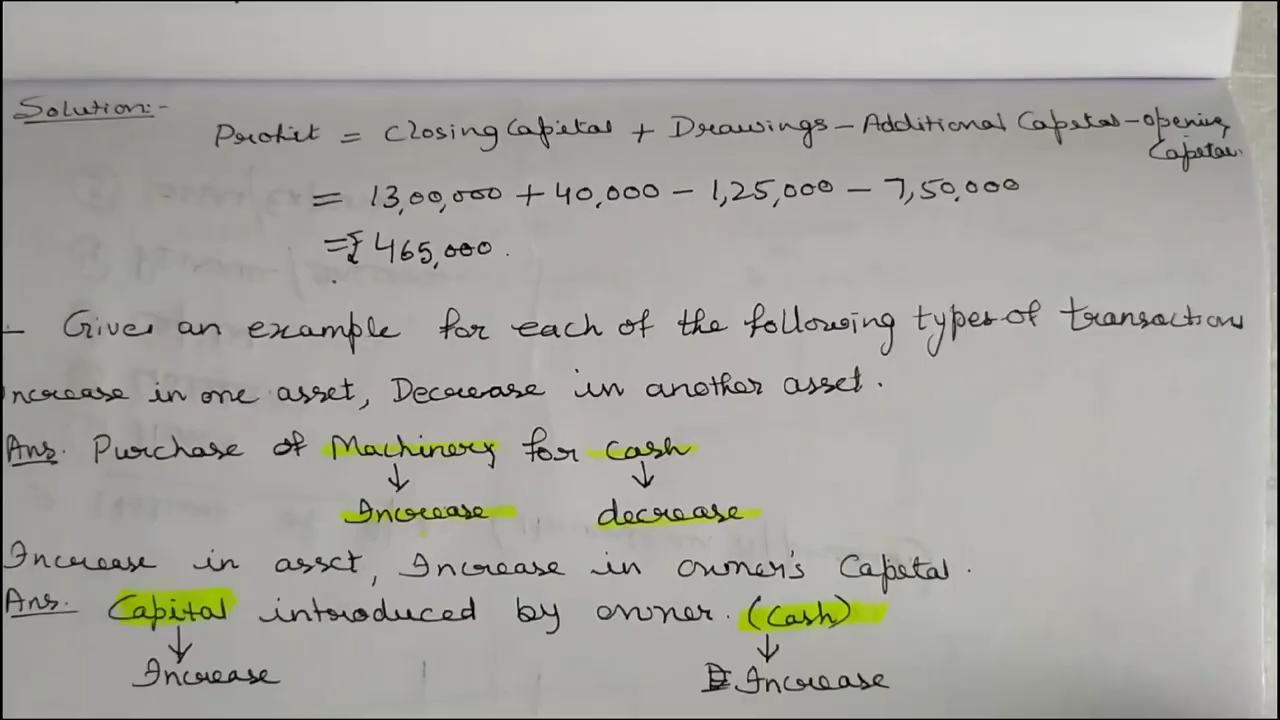 Solution:-
Profit = Closing Capital + Drawings - Additional Capital - Opening Capital.
= 13,00,000 + 40,000 - 1,25,000 - 7,50,000
= ₹ 465,000.
- Give an example for each of the following types of transactions
Increase in one asset, Decrease in another asset.
Ans. Purchase of Machinery for Cash
Increase decrease
Increase in asset, Increase in owner's Capital.
Ans. Capital introduced by owner. (Cash)
Increase Increase